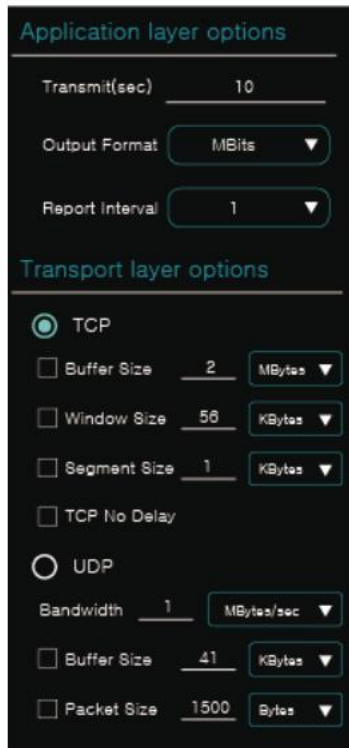 Application layer options
Transmit(sec) 10
Output Format MBits
Report Interval 1
Transport layer options
TCP
Buffer Size 2 MBytes
Window Size 56 KBytes
Segment Size 1 KBytes
TCP No Delay
UDP
Bandwidth 1 MBytes/sec
Buffer Size 41 KBytes
Packet Size 1500 Bytes